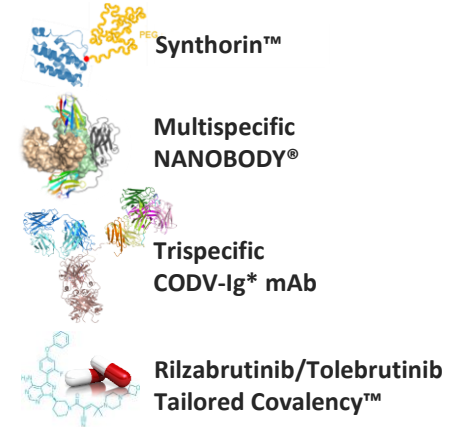 PEG
Synthorin™
Multispecific
NANOBODY®
Trispecific
CODV-Ig* mAb
Rilzabrutinib/Tolebrutinib
Tailored Covalency™